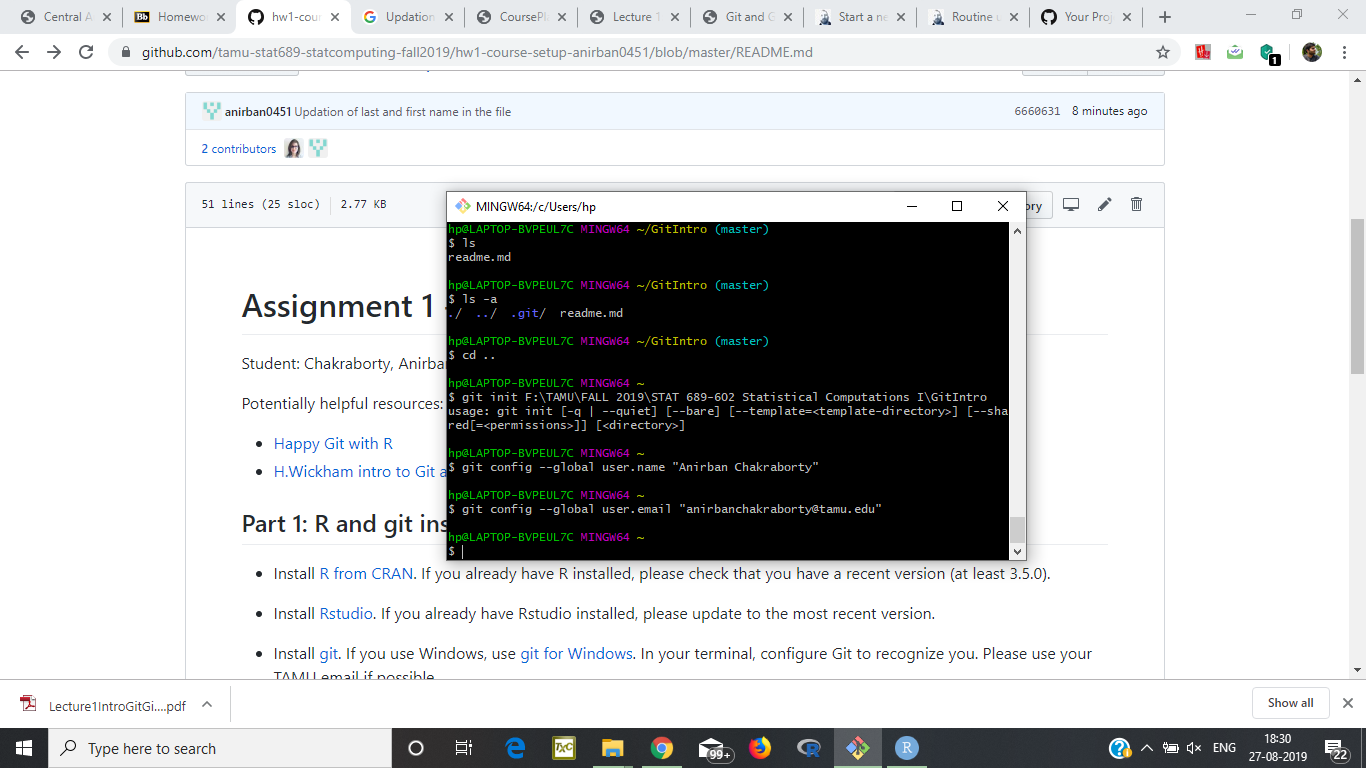 Central A
Homewor
hw1-cour
Updation
CoursePl
Lecture 1
Git and G
Start a ne
Routine u
Your Proj
github.com/tamu-stat689-statcomputing-fall2019/hw1-course-setup-anirban0451/blob/master/README.md
1
anirban0451 Updation of last and first name in the file
6660631 8 minutes ago
2 contributors
51 lines (25 sloc) 2.77 KB
ory
Assignment 1
Student: Chakraborty, Anirba
Potentially helpful resources:
Happy Git with R
H.Wickham intro to Git a
Part 1: R and git ins
Install R from CRAN. If you already have R installed, please check that you have a recent version (at least 3.5.0).
Install Rstudio. If you already have Rstudio installed, please update to the most recent version.
Install git. If you use Windows, use git for Windows. In your terminal, configure Git to recognize you. Please use your
TAMU email if possible
MINGW64:/c/Users/hp
hp@LAPTOP-BVPEUL7C MINGW64 ~/GitIntro (master)
$ ls
readme.md
hp@LAPTOP-BVPEUL7C MINGW64 ~/GitIntro (master)
$ ls -a
./ ../ .git/ readme.md
hp@LAPTOP-BVPEUL7C MINGW64 ~/GitIntro (master)
$ cd ..
hp@LAPTOP-BVPEUL7C MINGW64 ~
$ git init F:\TAMU\FALL 2019\STAT 689-602 Statistical Computations I\GitIntro
usage: git init [-q | --quiet] [--bare] [--template=<template-directory>] [--sha
red[=<permissions>]] [<directory>]
hp@LAPTOP-BVPEUL7C MINGW64 ~
$ git config --global user.name "Anirban Chakraborty"
hp@LAPTOP-BVPEUL7C MINGW64 ~
$ git config --global user.email "anirbanchakraborty@tamu.edu"
hp@LAPTOP-BVPEUL7C MINGW64 ~
$
Lecture1IntroGitGi....pdf
Show all
Type here to search
TXC
99+
R
R
ENG
18:30
27-08-2019
22